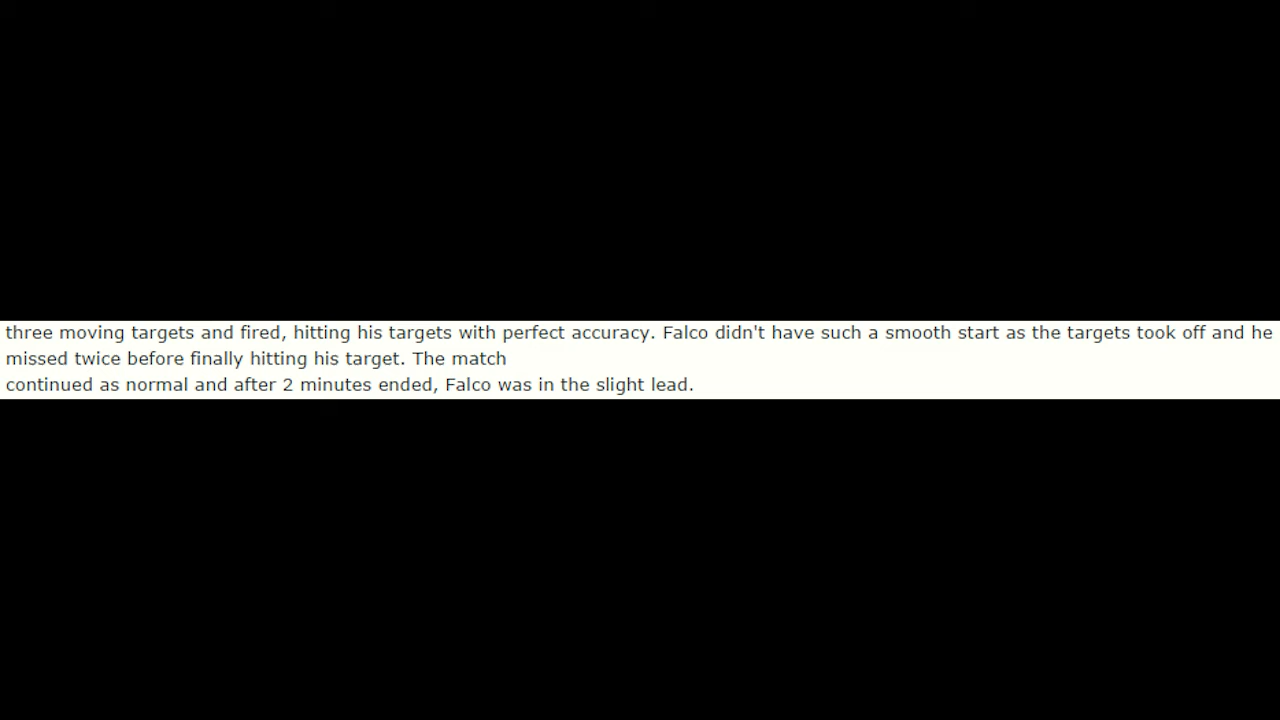 three moving targets and fired, hitting his targets with perfect accuracy. Falco didn't have such a smooth start as the targets took off and he
missed twice before finally hitting his target. The match
continued as normal and after 2 minutes ended, Falco was in the slight lead.